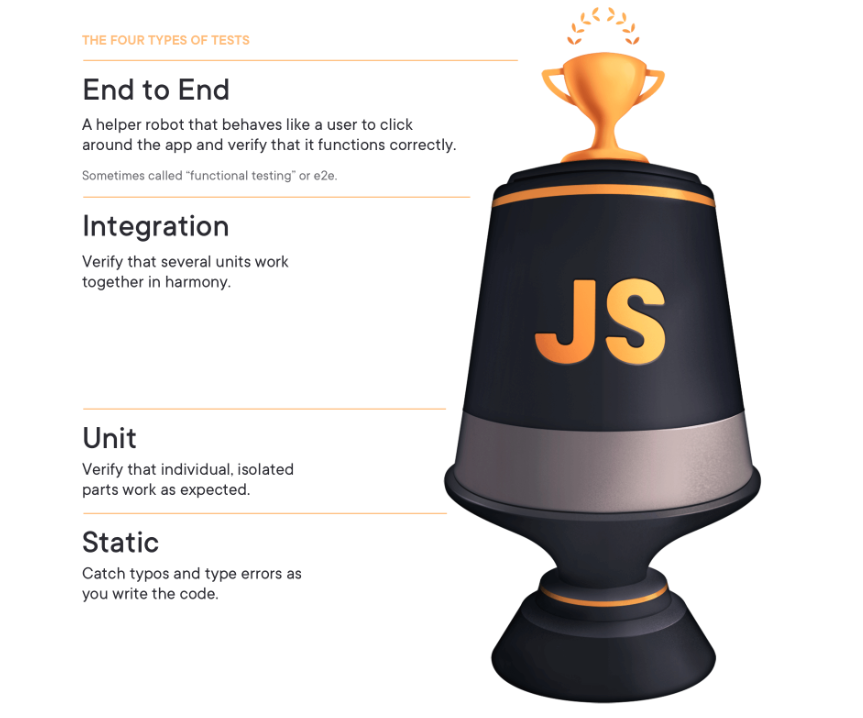 THE FOUR TYPES OF TESTS
End to End
A helper robot that behaves like a user to click
around the app and verify that it functions correctly.
Sometimes called “functional testing” or e2e.
Integration
Verify that several units work
together in harmony.
JS
Unit
Verify that individual, isolated
parts work as expected.
Static
Catch typos and type errors as
you write the code.